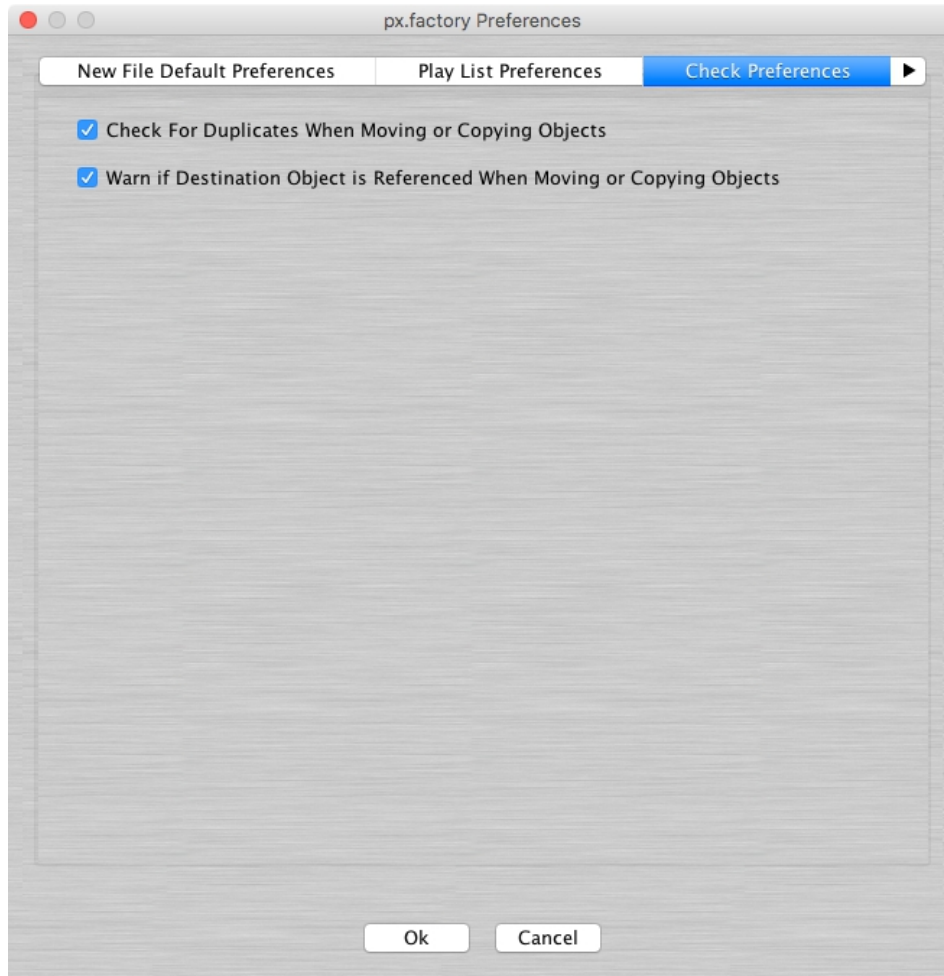 px.factory Preferences
New File Default Preferences Play List Preferences Check Preferences
Check For Duplicates When Moving or Copying Objects
Warn if Destination Object is Referenced When Moving or Copying Objects
Ok Cancel